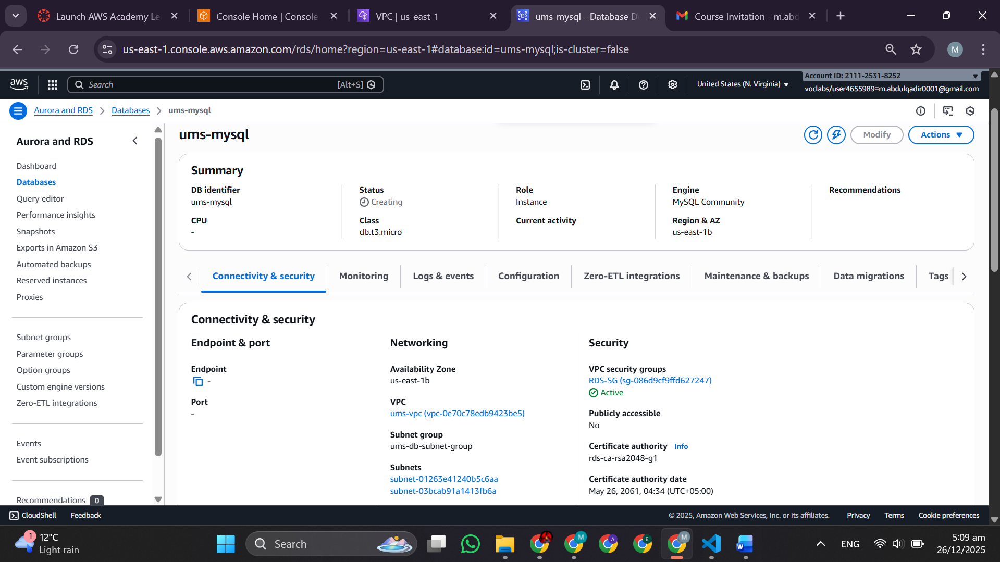 Launch AWS Academy Le
Console Home | Console
VPC | us-east-1
ums-mysql - Database De
Course Invitation - m.abd
us-east-1.console.aws.amazon.com/rds/home?region=us-east-1#database:id=ums-mysql;is-cluster=false
M
aws
Search
[Alt+S]
United States (N. Virginia)
Account ID: 2111-2531-8252
voclabs/user4655989=m.abdulqadir0001@gmail.com
Aurora and RDS
Databases
ums-mysql
Aurora and RDS
Dashboard
Databases
Query editor
Performance insights
Snapshots
Exports in Amazon S3
Automated backups
Reserved instances
Proxies
Subnet groups
Parameter groups
Option groups
Custom engine versions
Zero-ETL integrations
Events
Event subscriptions
Recommendations 0
ums-mysql
Modify
Actions
Summary
DB identifier
ums-mysql
CPU
-
Status
Creating
Class
db.t3.micro
Role
Instance
Current activity
Engine
MySQL Community
Region & AZ
us-east-1b
Recommendations
Connectivity & security
Monitoring
Logs & events
Configuration
Zero-ETL integrations
Maintenance & backups
Data migrations
Tags
Connectivity & security
Endpoint & port
Endpoint
-
Port
-
Networking
Availability Zone
us-east-1b
VPC
ums-vpc (vpc-0e70c78edb9423be5)
Subnet group
ums-db-subnet-group
Subnets
subnet-01263e41240b5c6aa
subnet-03bcab91a1413fb6a
Security
VPC security groups
RDS-SG (sg-086d9cf9ffd627247)
Active
Publicly accessible
No
Certificate authority Info
rds-ca-rsa2048-g1
Certificate authority date
May 26, 2061, 04:34 (UTC+05:00)
CloudShell
Feedback
© 2025, Amazon Web Services, Inc. or its affiliates.
Privacy
Terms
Cookie preferences
1
12°C
Light rain
Search
M
A
E
M
W
ENG
5:09 am
26/12/2025